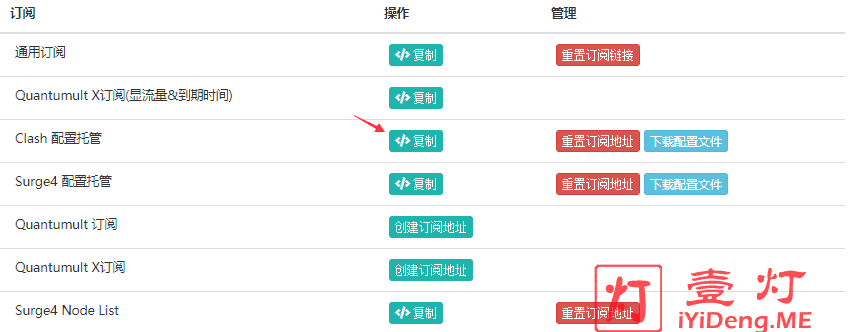 订阅 操作 管理
通用订阅 </> 复制 重置订阅链接
Quantumult X订阅(显流量&到期时间) </> 复制
Clash 配置托管 </> 复制 重置订阅地址 下载配置文件
Surge4 配置托管 </> 复制 重置订阅地址 下载配置文件
Quantumult 订阅 创建订阅地址
Quantumult X订阅 创建订阅地址
Surge4 Node List </> 复制 重置订阅地址
灯 壹灯
iYiDeng.ME